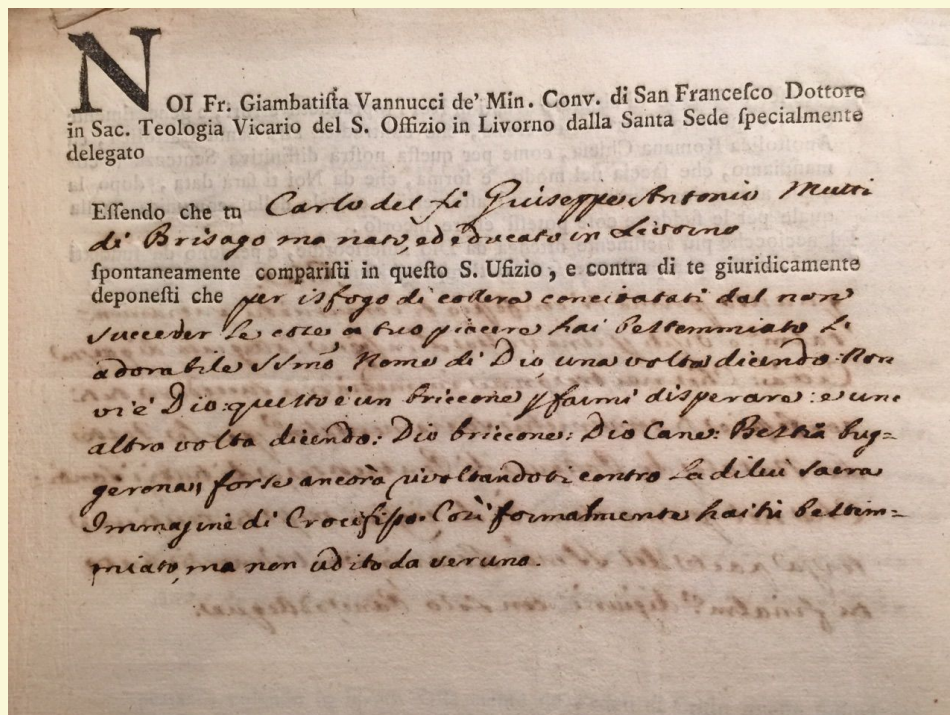 NOI Fr. Giambatiſta Vannucci de' Min. Conv. di San Franceſco Dottore
in Sac. Teologia Vicario del S. Offizio in Livorno dalla Santa Sede ſpecialmente
delegato
Eſſendo che tu Carlo del fù Giuseppe Antonio Mutti
di Brisago ma nato, ed educato in Livorno
ſpontaneamente compariſti in queſto S. Ufizio, e contra di te giuridicamente
deponeſti che per isfogo di collera concitatati dal non
succeder le cose a tuo piacere hai bestemmiato
adorabile SSmo Nome di Dio una volta dicendo: Non
vi è Dio: questo è un briccone farmi disperare: e una
altra volta dicendo: Dio briccone: Dio Cane: Bestia bug=
gerona, forse ancora rivoltandoti contro La di lui sacra
Immagine di Crocifisso. Così formalmente hai tù bestem=
miato, ma non udito da veruno.